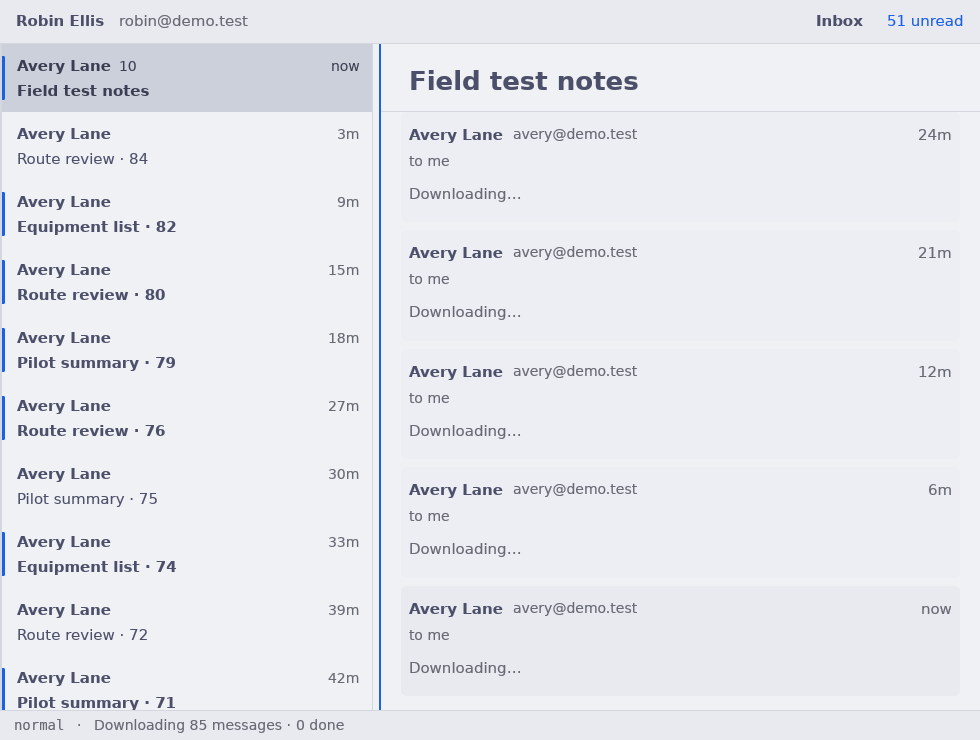 Robin Ellis robin@demo.test Inbox 51 unread
Avery Lane 10 now
Field test notes
Avery Lane 3m
Route review · 84
Avery Lane 9m
Equipment list · 82
Avery Lane 15m
Route review · 80
Avery Lane 18m
Pilot summary · 79
Avery Lane 27m
Route review · 76
Avery Lane 30m
Pilot summary · 75
Avery Lane 33m
Equipment list · 74
Avery Lane 39m
Route review · 72
Avery Lane 42m
Pilot summary · 71
Field test notes
Avery Lane avery@demo.test 24m
to me
Downloading…
Avery Lane avery@demo.test 21m
to me
Downloading…
Avery Lane avery@demo.test 12m
to me
Downloading…
Avery Lane avery@demo.test 6m
to me
Downloading…
Avery Lane avery@demo.test now
to me
Downloading…
normal · Downloading 85 messages · 0 done